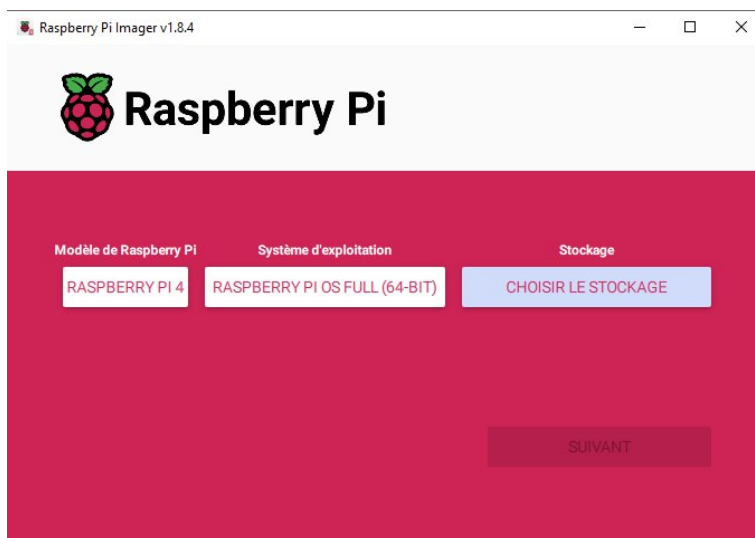 Raspberry Pi Imager v1.8.4
Raspberry Pi
Modèle de Raspberry Pi
Système d'exploitation
Stockage
RASPBERRY PI 4
RASPBERRY PI OS FULL (64-BIT)
CHOISIR LE STOCKAGE
SUIVANT